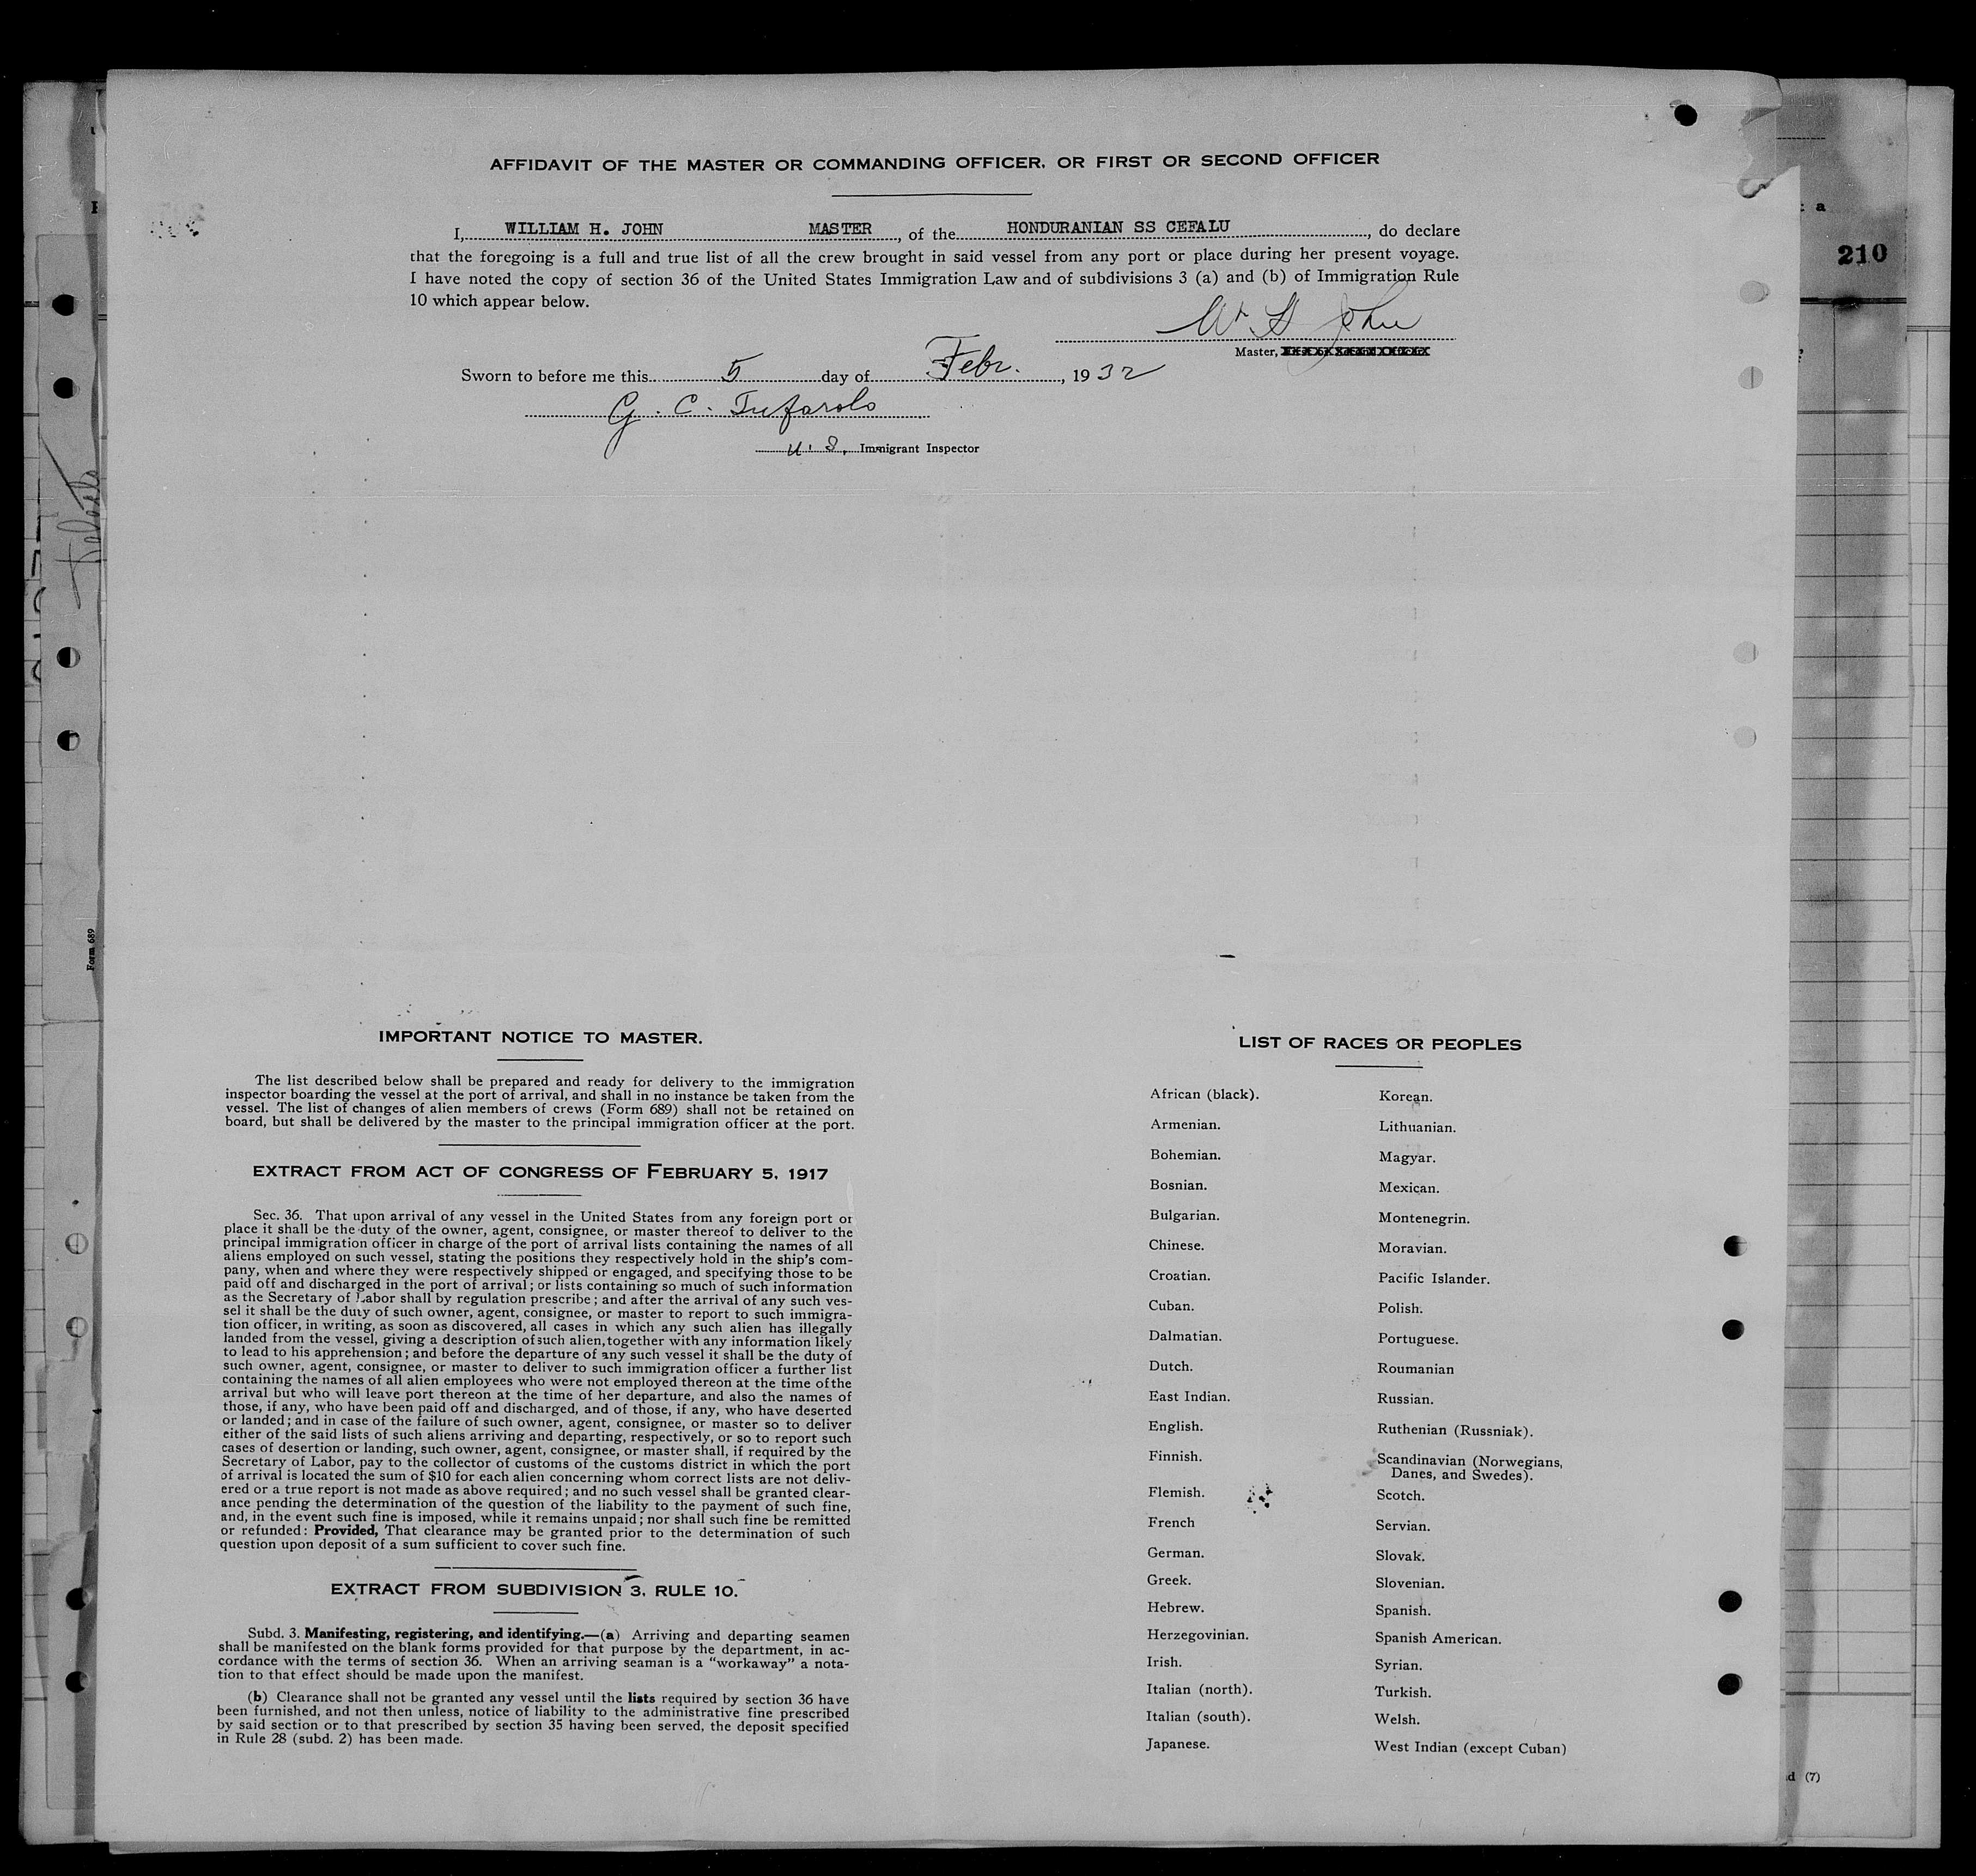 AFFIDAVIT OF THE MASTER OR COMMANDING OFFICER, OR FIRST OR SECOND OFFICER
I, WILLIAM H. JOHN MASTER, of the HONDURANIAN SS CEFALU, do declare
that the foregoing is a full and true list of all the crew brought in said vessel from any port or place during her present voyage.
I have noted the copy of section 36 of the United States Immigration Law and of subdivisions 3 (a) and (b) of Immigration Rule
10 which appear below.
Wm H John
Master,
Sworn to before me this 5 day of Febr., 1932
G. C. Tufarolo
U. S. Immigrant Inspector
210
Form 689
IMPORTANT NOTICE TO MASTER.
The list described below shall be prepared and ready for delivery to the immigration
inspector boarding the vessel at the port of arrival, and shall in no instance be taken from the
vessel. The list of changes of alien members of crews (Form 689) shall not be retained on
board, but shall be delivered by the master to the principal immigration officer at the port.
EXTRACT FROM ACT OF CONGRESS OF FEBRUARY 5, 1917
Sec. 36. That upon arrival of any vessel in the United States from any foreign port or
place it shall be the duty of the owner, agent, consignee, or master thereof to deliver to the
principal immigration officer in charge of the port of arrival lists containing the names of all
aliens employed on such vessel, stating the positions they respectively hold in the ship's com-
pany, when and where they were respectively shipped or engaged, and specifying those to be
paid off and discharged in the port of arrival; or lists containing so much of such information
as the Secretary of Labor shall by regulation prescribe; and after the arrival of any such ves-
sel it shall be the duty of such owner, agent, consignee, or master to report to such immigra-
tion officer, in writing, as soon as discovered, all cases in which any such alien has illegally
landed from the vessel, giving a description of such alien, together with any information likely
to lead to his apprehension; and before the departure of any such vessel it shall be the duty of
such owner, agent, consignee, or master to deliver to such immigration officer a further list
containing the names of all alien employees who were not employed thereon at the time of the
arrival but who will leave port thereon at the time of her departure, and also the names of
those, if any, who have been paid off and discharged, and of those, if any, who have deserted
or landed; and in case of the failure of such owner, agent, consignee, or master so to deliver
either of the said lists of such aliens arriving and departing, respectively, or so to report such
cases of desertion or landing, such owner, agent, consignee, or master shall, if required by the
Secretary of Labor, pay to the collector of customs of the customs district in which the port
of arrival is located the sum of $10 for each alien concerning whom correct lists are not deliv-
ered or a true report is not made as above required; and no such vessel shall be granted clear-
ance pending the determination of the question of the liability to the payment of such fine,
and, in the event such fine is imposed, while it remains unpaid; nor shall such fine be remitted
or refunded: Provided, That clearance may be granted prior to the determination of such
question upon deposit of a sum sufficient to cover such fine.
EXTRACT FROM SUBDIVISION 3, RULE 10.
Subd. 3. Manifesting, registering, and identifying.—(a) Arriving and departing seamen
shall be manifested on the blank forms provided for that purpose by the department, in ac-
cordance with the terms of section 36. When an arriving seaman is a "workaway" a nota-
tion to that effect should be made upon the manifest.
(b) Clearance shall not be granted any vessel until the lists required by section 36 have
been furnished, and not then unless, notice of liability to the administrative fine prescribed
by said section or to that prescribed by section 35 having been served, the deposit specified
in Rule 28 (subd. 2) has been made.
LIST OF RACES OR PEOPLES
African (black).
Armenian.
Bohemian.
Bosnian.
Bulgarian.
Chinese.
Croatian.
Cuban.
Dalmatian.
Dutch.
East Indian.
English.
Finnish.
Flemish.
French
German.
Greek.
Hebrew.
Herzegovinian.
Irish.
Italian (north).
Italian (south).
Japanese.
Korean.
Lithuanian.
Magyar.
Mexican.
Montenegrin.
Moravian.
Pacific Islander.
Polish.
Portuguese.
Roumanian
Russian.
Ruthenian (Russniak).
Scandinavian (Norwegians,
Danes, and Swedes).
Scotch.
Servian.
Slovak.
Slovenian.
Spanish.
Spanish American.
Syrian.
Turkish.
Welsh.
West Indian (except Cuban)
(7)